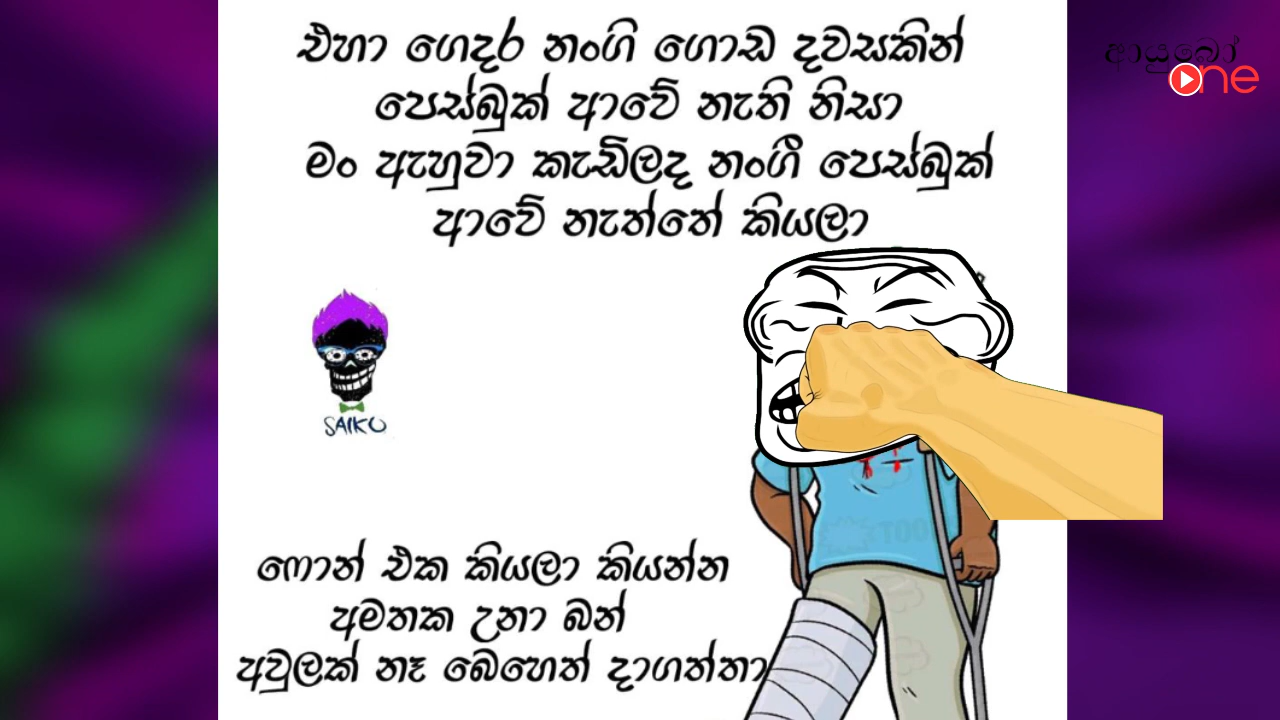 එහා ගෙදර නංගි ගොඩ දවසකින්
පෙස්බුක් ආවේ නැති නිසා
මං ඇහුවා කැඩිලද නංගී පෙස්බුක්
ආවේ නැත්තේ කියලා
ආයුබෝ
one
SAIKO
ෆොන් එක කියලා කියන්න
අමතක උනා බන්
අවුලක් නෑ බෙහෙත් දාගත්තා